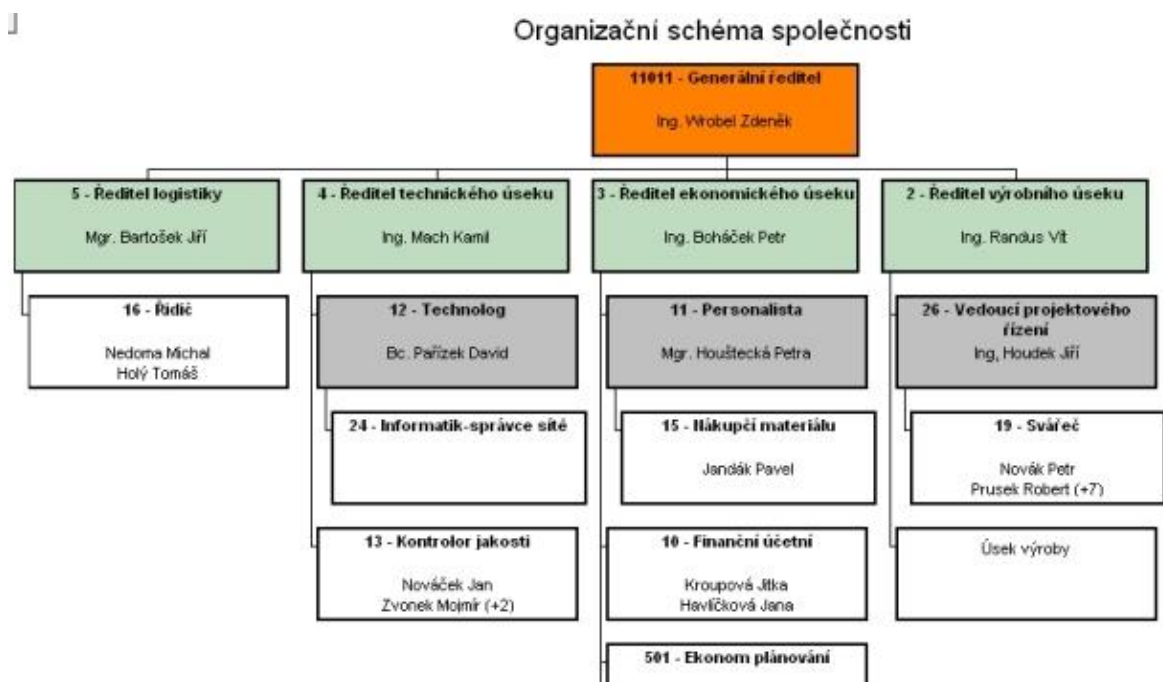 Organizační schéma společnosti
11011 - Generální ředitel
Ing. Wrobel Zdeněk
5 - Ředitel logistiky
Mgr. Bartošek Jiří
4 - Ředitel technického úseku
Ing. Mach Kamil
3 - Ředitel ekonomického úseku
Ing. Boháček Petr
2 - Ředitel výrobního úseku
Ing. Randus Vít
16 - Řidič
Nedoma Michal
Holý Tomáš
12 - Technolog
Bc. Pařízek David
11 - Personalista
Mgr. Houštecká Petra
26 - Vedoucí projektového
řízení
Ing, Houdek Jiří
24 - Informatik-správce sítě
15 - Nákupčí materiálu
Jandák Pavel
19 - Svářeč
Novák Petr
Prusek Robert (+7)
13 - Kontrolor jakosti
Nováček Jan
Zvonek Mojmír (+2)
10 - Finanční účetní
Kroupová Jitka
Havlíčková Jana
Úsek výroby
501 - Ekonom plánování